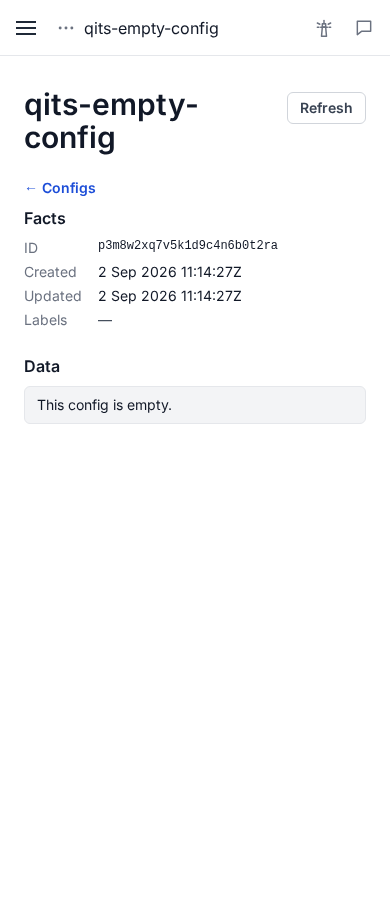 qits-empty-config
qits-empty-
config
Refresh
← Configs
Facts
ID p3m8w2xq7v5k1d9c4n6b0t2ra
Created 2 Sep 2026 11:14:27Z
Updated 2 Sep 2026 11:14:27Z
Labels —
Data
This config is empty.